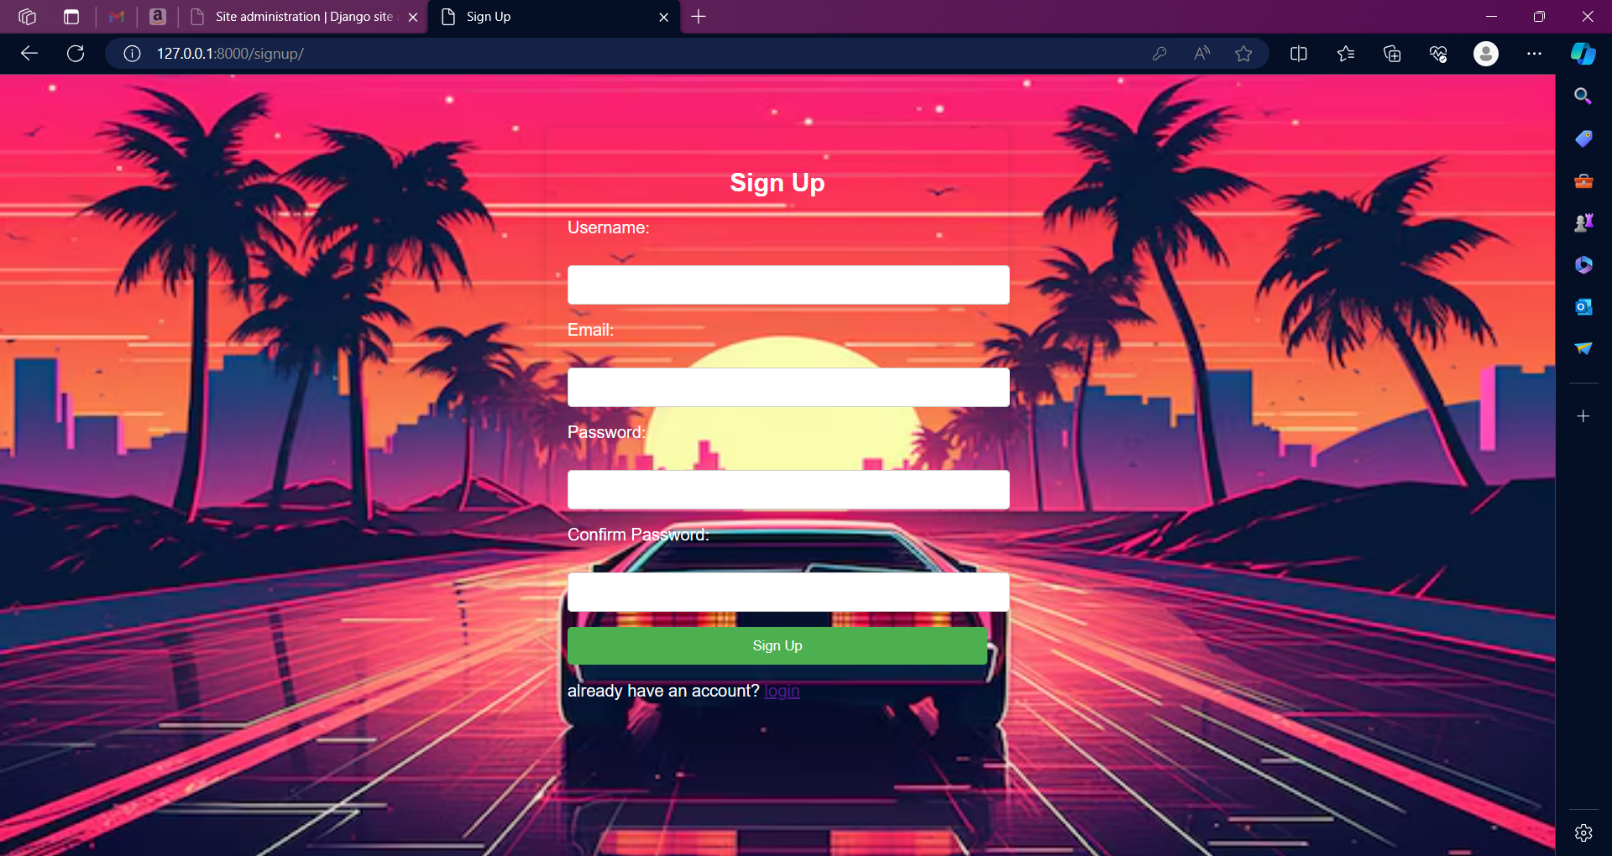 Site administration | Django site
Sign Up
127.0.0.1:8000/signup/
Sign Up
Username:
Email:
Password:
Confirm Password:
Sign Up
already have an account? login